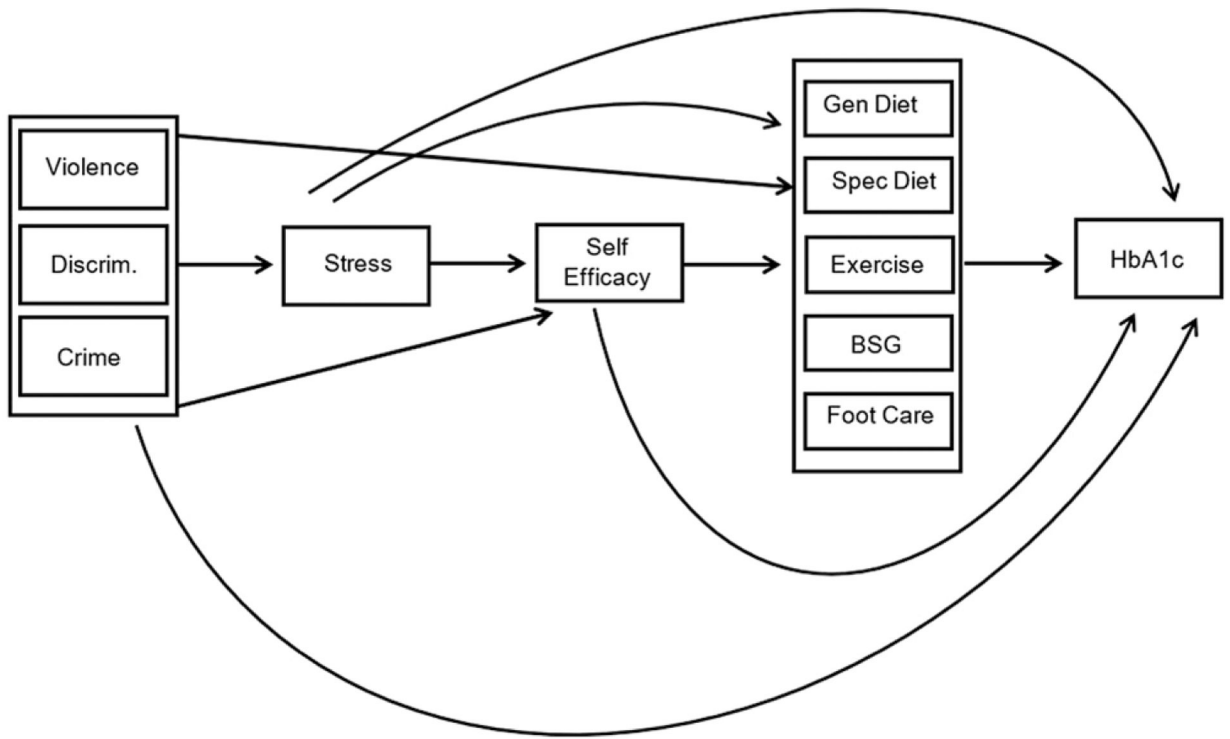 Violence
Discrim.
Crime
Stress
Self
Efficacy
Gen Diet
Spec Diet
Exercise
BSG
Foot Care
HbA1c